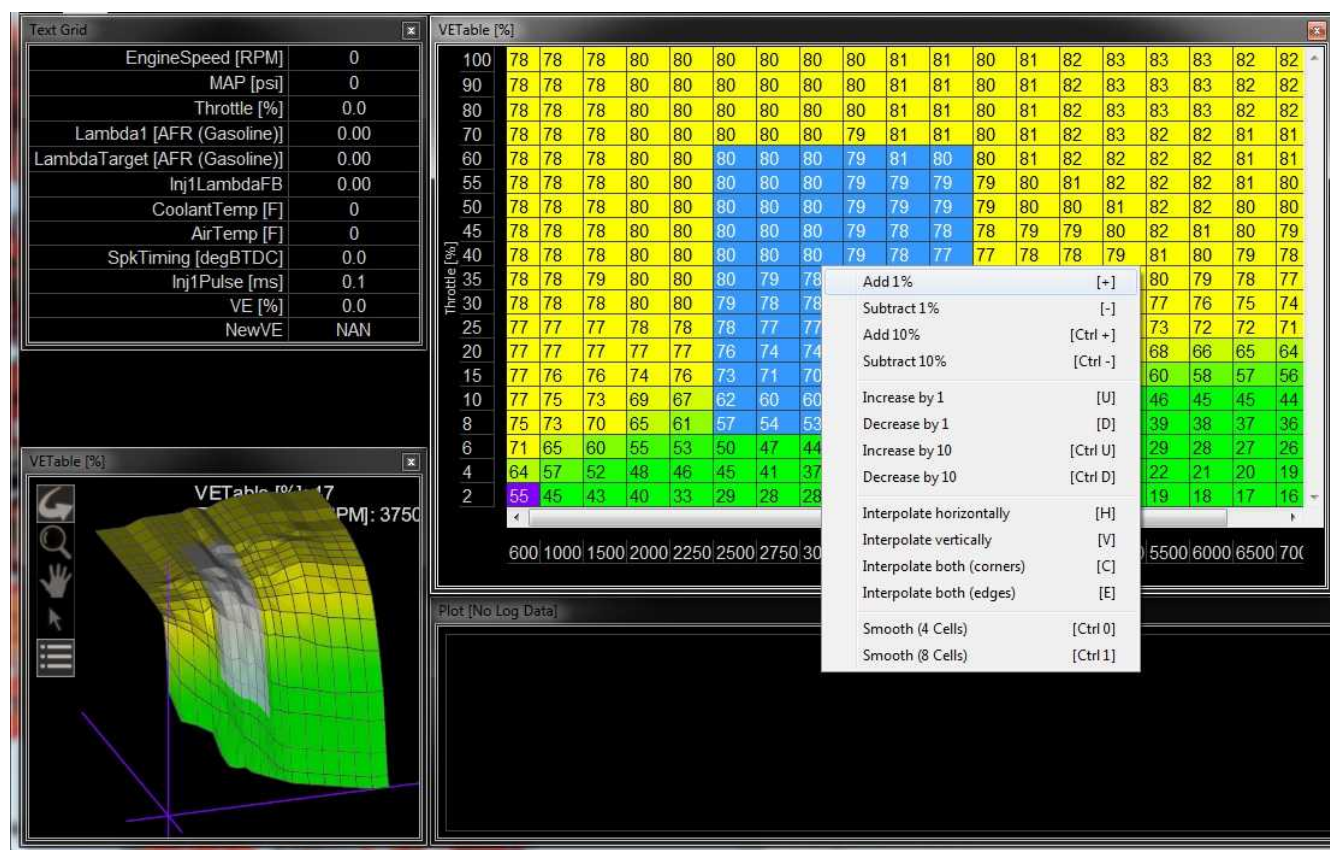 Text Grid
EngineSpeed [RPM] 0
MAP [psi] 0
Throttle [%] 0.0
Lambda1 [AFR (Gasoline)] 0.00
LambdaTarget [AFR (Gasoline)] 0.00
Inj1LambdaFB 0.00
CoolantTemp [F] 0
AirTemp [F] 0
SpkTiming [degBTDC] 0.0
Inj1Pulse [ms] 0.1
VE [%] 0.0
NewVE NAN
VETable [%]
PM]: 3750
VETable [%]
Throttle [%]
100 78 78 78 80 80 80 80 80 80 81 81 80 81 82 83 83 83 82 82
90 78 78 78 80 80 80 80 80 80 81 81 80 81 82 83 83 83 82 82
80 78 78 78 80 80 80 80 80 80 81 81 80 81 82 83 83 82 82 82
70 78 78 78 80 80 80 80 80 79 81 81 80 81 82 83 82 82 81 81
60 78 78 78 80 80 80 80 80 79 81 80 80 81 82 82 82 82 81 81
55 78 78 78 80 80 80 80 80 79 79 79 79 80 81 82 82 82 81 80
50 78 78 78 80 80 80 80 80 79 79 79 79 80 80 81 82 82 80 80
45 78 78 78 80 80 80 80 80 79 78 78 78 79 79 80 82 81 80 79
40 78 78 78 80 80 80 80 80 79 78 77 77 78 78 79 81 80 79 78
35 78 78 79 80 80 80 79 78 80 79 78 77
30 78 78 78 80 80 79 78 78 77 76 75 74
25 77 77 77 78 78 78 77 77 73 72 72 71
20 77 77 77 77 77 76 74 74 68 66 65 64
15 77 76 76 74 76 73 71 70 60 58 57 56
10 77 75 73 69 67 62 60 60 46 45 45 44
8 75 73 70 65 61 57 54 53 39 38 37 36
6 71 65 60 55 53 50 47 44 29 28 27 26
4 64 57 52 48 46 45 41 37 22 21 20 19
2 55 45 43 40 33 29 28 28 19 18 17 16
600 1000 1500 2000 2250 2500 2750 30 5500 6000 6500 70
Add 1% [+]
Subtract 1% [-]
Add 10% [Ctrl +]
Subtract 10% [Ctrl -]
Increase by 1 [U]
Decrease by 1 [D]
Increase by 10 [Ctrl U]
Decrease by 10 [Ctrl D]
Interpolate horizontally [H]
Interpolate vertically [V]
Interpolate both (corners) [C]
Interpolate both (edges) [E]
Smooth (4 Cells) [Ctrl 0]
Smooth (8 Cells) [Ctrl 1]
Plot [No Log Data]